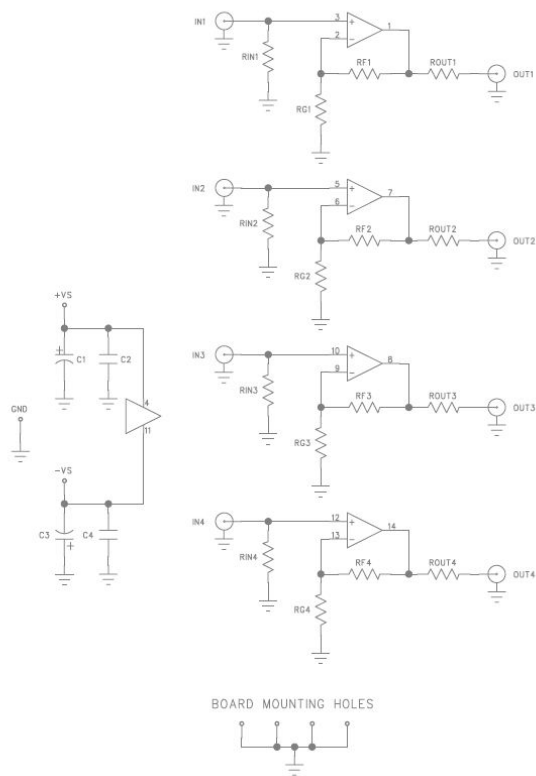 IN1
3
2
+
−
1
RIN1
RF1
ROUT1
OUT1
RG1
IN2
5
6
+
−
7
RIN2
RF2
ROUT2
OUT2
RG2
+VS
+
C1
C2
4
11
GND
−VS
C3
C4
+
IN3
10
9
+
−
8
RIN3
RF3
ROUT3
OUT3
RG3
IN4
12
13
+
−
14
RIN4
RF4
ROUT4
OUT4
RG4
BOARD MOUNTING HOLES